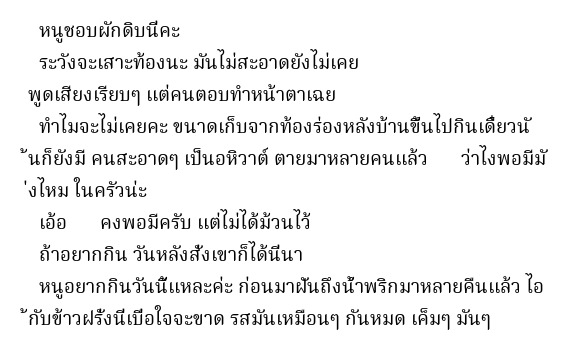 หนูชอบผักดิบนี่คะ
ระวังจะเสาะท้องนะ มันไม่สะอาดยังไม่เคย
พูดเสียงเรียบๆ แต่คนตอบทำหน้าตาเฉย
ทำไมจะไม่เคยคะ ขนาดเก็บจากท้องร่องหลังบ้านขึ้นไปกินเดี๋ยวนั
้นก็ยังมี คนสะอาดๆ เป็นอหิวาต์ ตายมาหลายคนแล้ว ว่าไงพอมีมั
่งไหม ในครัวน่ะ
เอ้อ คงพอมีครับ แต่ไม่ได้ม้วนไว้
ถ้าอยากกิน วันหลังสั่งเขาก็ได้นี่นา
หนูอยากกินวันนี้แหละค่ะ ก่อนมาฝันถึงน้ำพริกมาหลายคืนแล้ว ไอ
้กับข้าวฝรั่งนี่เบื่อใจจะขาด รสมันเหมือนๆ กันหมด เค็มๆ มันๆ